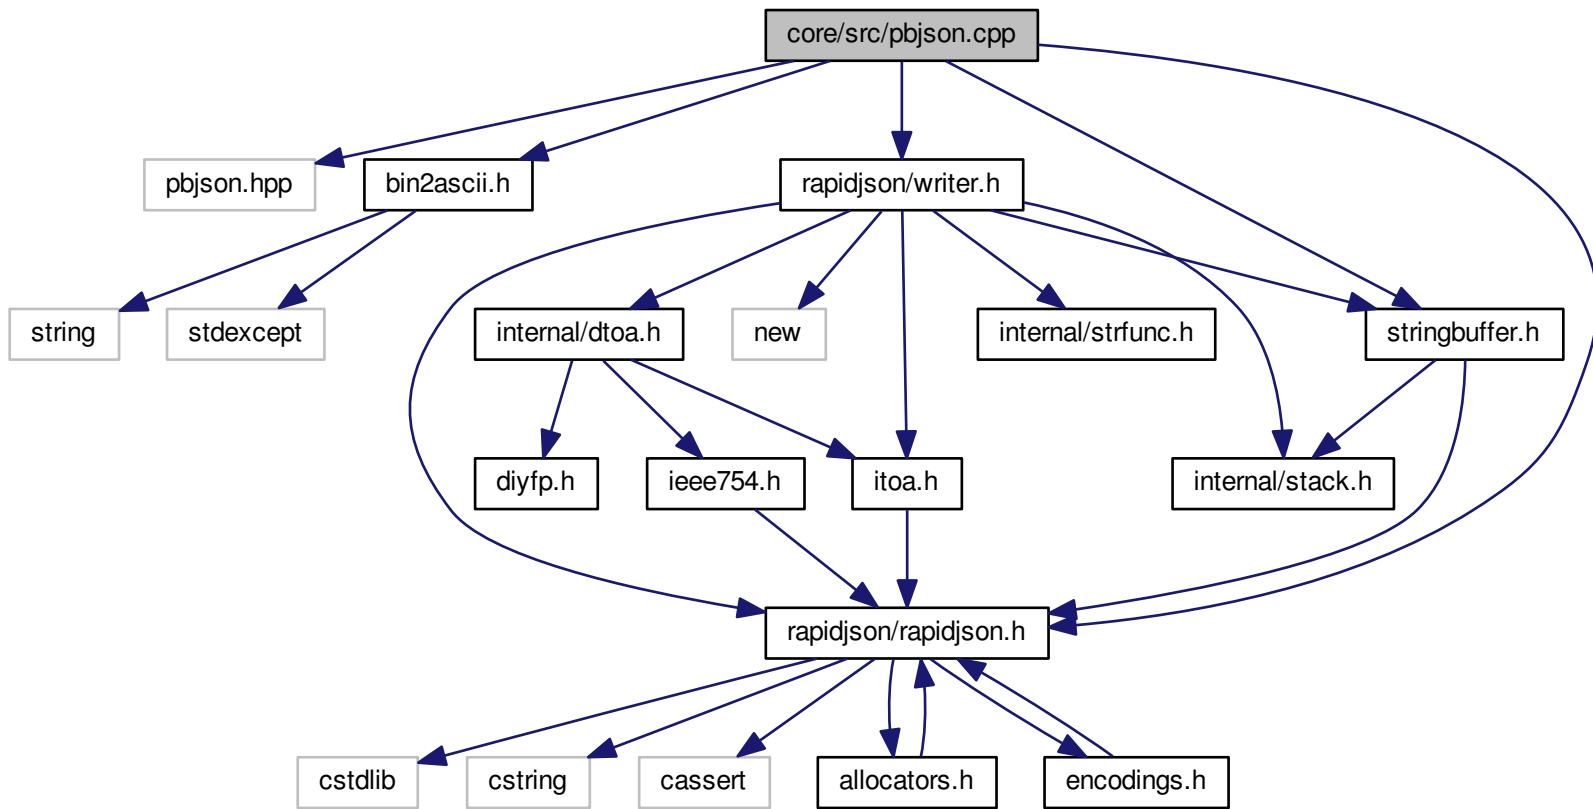 core/src/pbjson.cpp
pbjson.hpp
bin2ascii.h
rapidjson/writer.h
string
stdexcept
internal/dtoa.h
new
internal/strfunc.h
stringbuffer.h
diyfp.h
ieee754.h
itoa.h
internal/stack.h
rapidjson/rapidjson.h
cstdlib
cstring
cassert
allocators.h
encodings.h